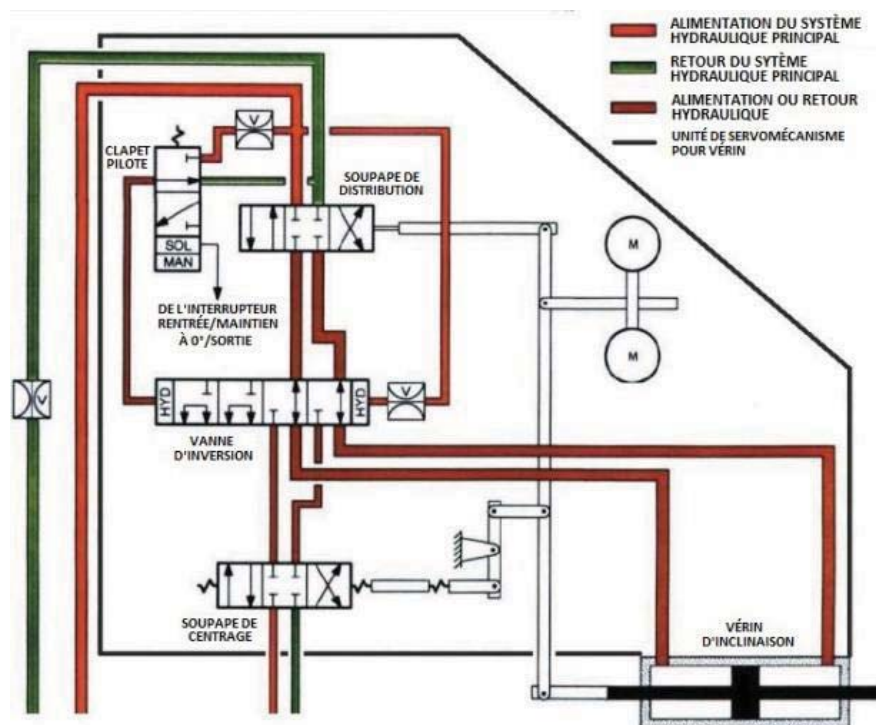 ALIMENTATION DU SYSTÈME
HYDRAULIQUE PRINCIPAL
RETOUR DU SYTÈME
HYDRAULIQUE PRINCIPAL
ALIMENTATION OU RETOUR
HYDRAULIQUE
UNITÉ DE SERVOMÉCANISME
POUR VÉRIN
V
CLAPET
PILOTE
SOUPAPE DE
DISTRIBUTION
SOL
MAN
M
DE L'INTERRUPTEUR
RENTRÉE/MAINTIEN
À 0°/SORTIE
M
V
HYD
HYD
V
VANNE
D'INVERSION
SOUPAPE DE
CENTRAGE
VÉRIN
D'INCLINAISON